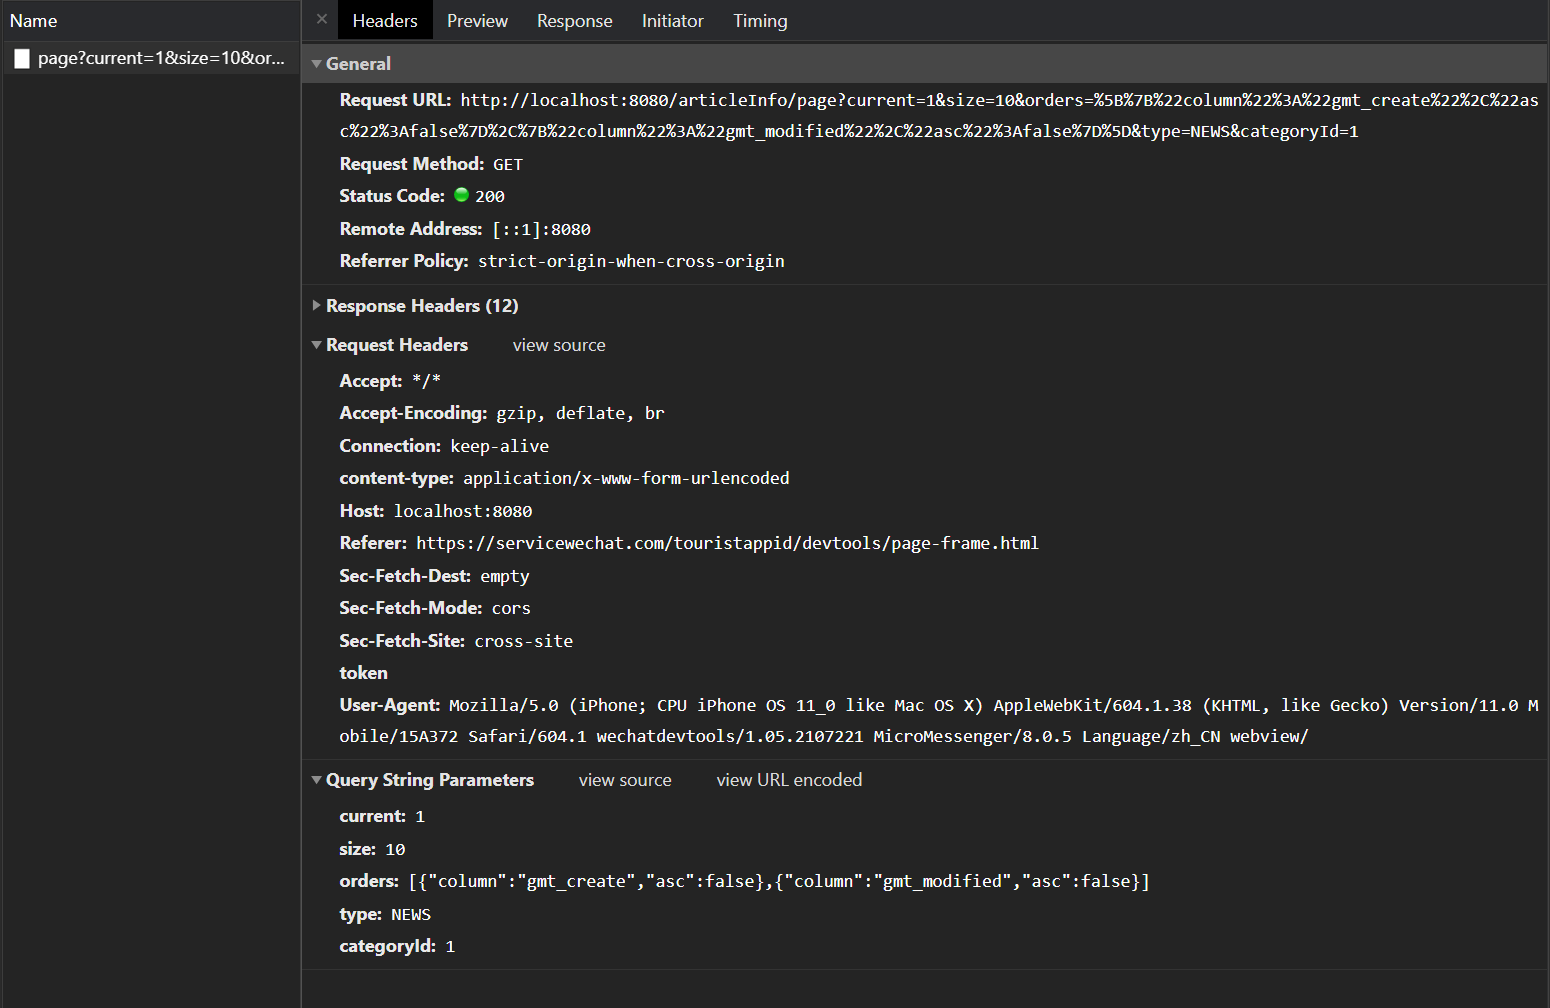 Name
× Headers Preview Response Initiator Timing
page?current=1&size=10&or...
General
Request URL: http://localhost:8080/articleInfo/page?current=1&size=10&orders=%5B%7B%22column%22%3A%22gmt_create%22%2C%22as
c%22%3Afalse%7D%2C%7B%22column%22%3A%22gmt_modified%22%2C%22asc%22%3Afalse%7D%5D&type=NEWS&categoryId=1
Request Method: GET
Status Code: 200
Remote Address: [::1]:8080
Referrer Policy: strict-origin-when-cross-origin
Response Headers (12)
Request Headers view source
Accept: */*
Accept-Encoding: gzip, deflate, br
Connection: keep-alive
content-type: application/x-www-form-urlencoded
Host: localhost:8080
Referer: https://servicewechat.com/touristappid/devtools/page-frame.html
Sec-Fetch-Dest: empty
Sec-Fetch-Mode: cors
Sec-Fetch-Site: cross-site
token
User-Agent: Mozilla/5.0 (iPhone; CPU iPhone OS 11_0 like Mac OS X) AppleWebKit/604.1.38 (KHTML, like Gecko) Version/11.0 M
obile/15A372 Safari/604.1 wechatdevtools/1.05.2107221 MicroMessenger/8.0.5 Language/zh_CN webview/
Query String Parameters view source view URL encoded
current: 1
size: 10
orders: [{"column":"gmt_create","asc":false},{"column":"gmt_modified","asc":false}]
type: NEWS
categoryId: 1